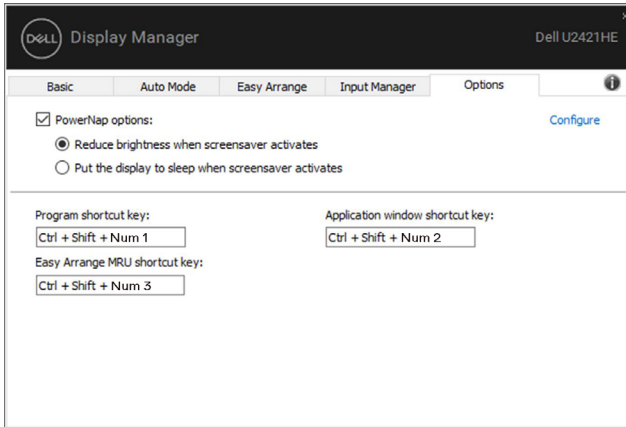 DELL Display Manager Dell U2421HE
Basic Auto Mode Easy Arrange Input Manager Options
PowerNap options: Configure
Reduce brightness when screensaver activates
Put the display to sleep when screensaver activates
Program shortcut key: Application window shortcut key:
Ctrl + Shift + Num 1 Ctrl + Shift + Num 2
Easy Arrange MRU shortcut key:
Ctrl + Shift + Num 3